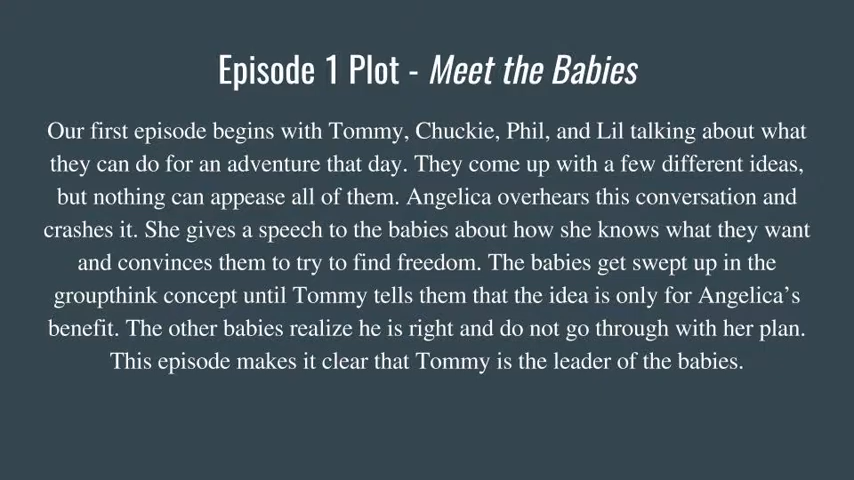 Episode 1 Plot - Meet the Babies
Our first episode begins with Tommy, Chuckie, Phil, and Lil talking about what
they can do for an adventure that day. They come up with a few different ideas,
but nothing can appease all of them. Angelica overhears this conversation and
crashes it. She gives a speech to the babies about how she knows what they want
and convinces them to try to find freedom. The babies get swept up in the
groupthink concept until Tommy tells them that the idea is only for Angelica’s
benefit. The other babies realize he is right and do not go through with her plan.
This episode makes it clear that Tommy is the leader of the babies.